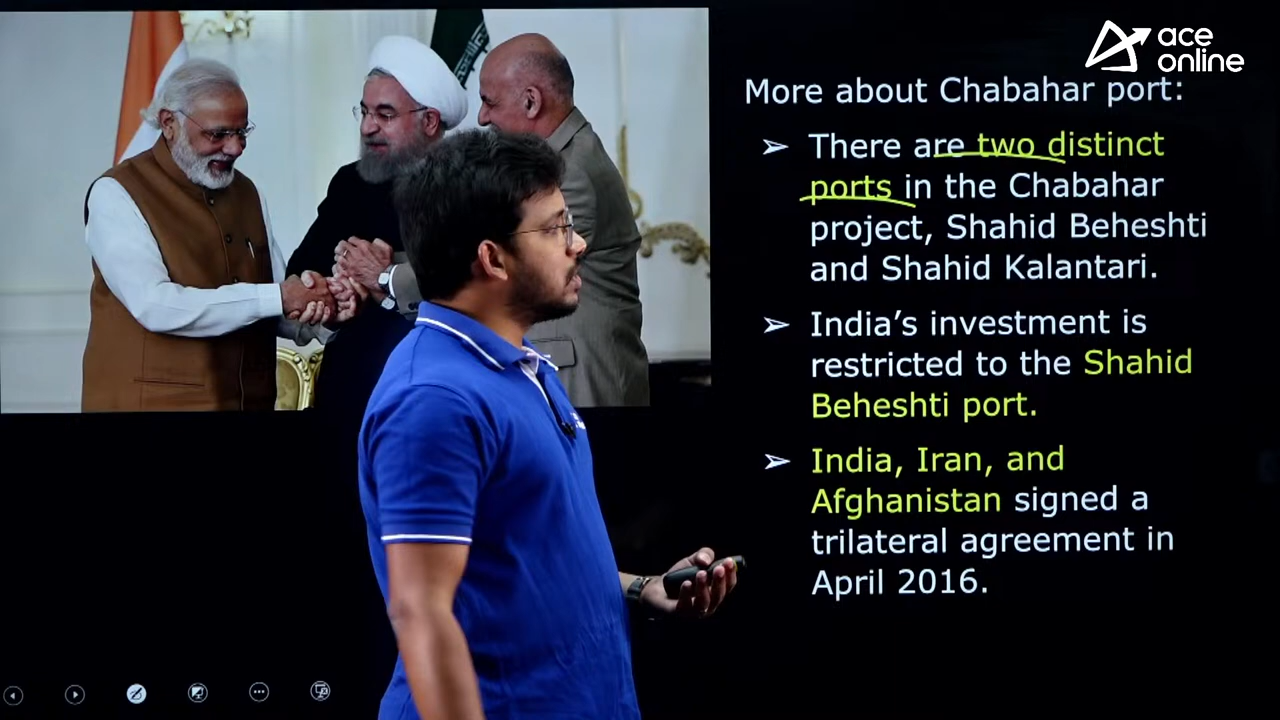 ace
online
More about Chabahar port:
➢ There are two distinct
ports in the Chabahar
project, Shahid Beheshti
and Shahid Kalantari.
➢ India’s investment is
restricted to the Shahid
Beheshti port.
➢ India, Iran, and
Afghanistan signed a
trilateral agreement in
April 2016.